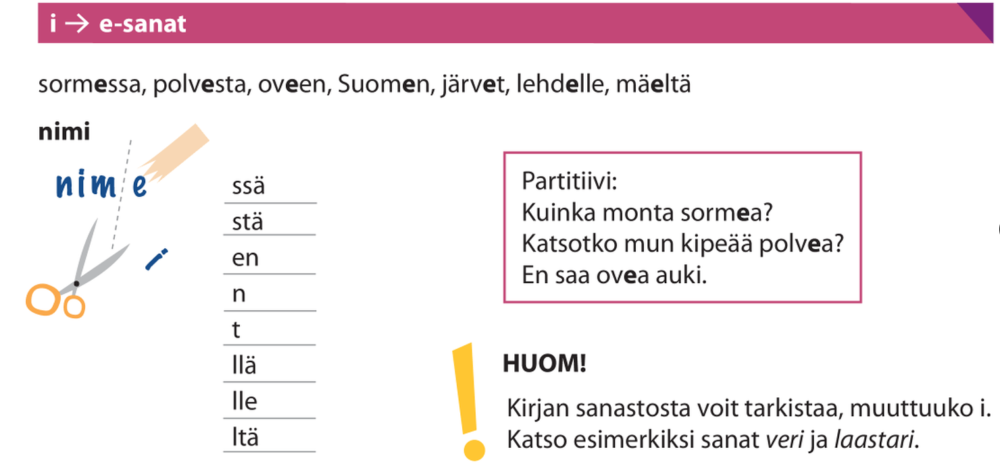 i → e-sanat
sormessa, polvesta, oveen, Suomen, järvet, lehdelle, mäeltä
nimi
nim e
i
ssä
stä
en
n
t
llä
lle
ltä
Partitiivi:
Kuinka monta sormea?
Katsotko mun kipeää polvea?
En saa ovea auki.
HUOM!
Kirjan sanastosta voit tarkistaa, muuttuuko i.
Katso esimerkiksi sanat veri ja laastari.